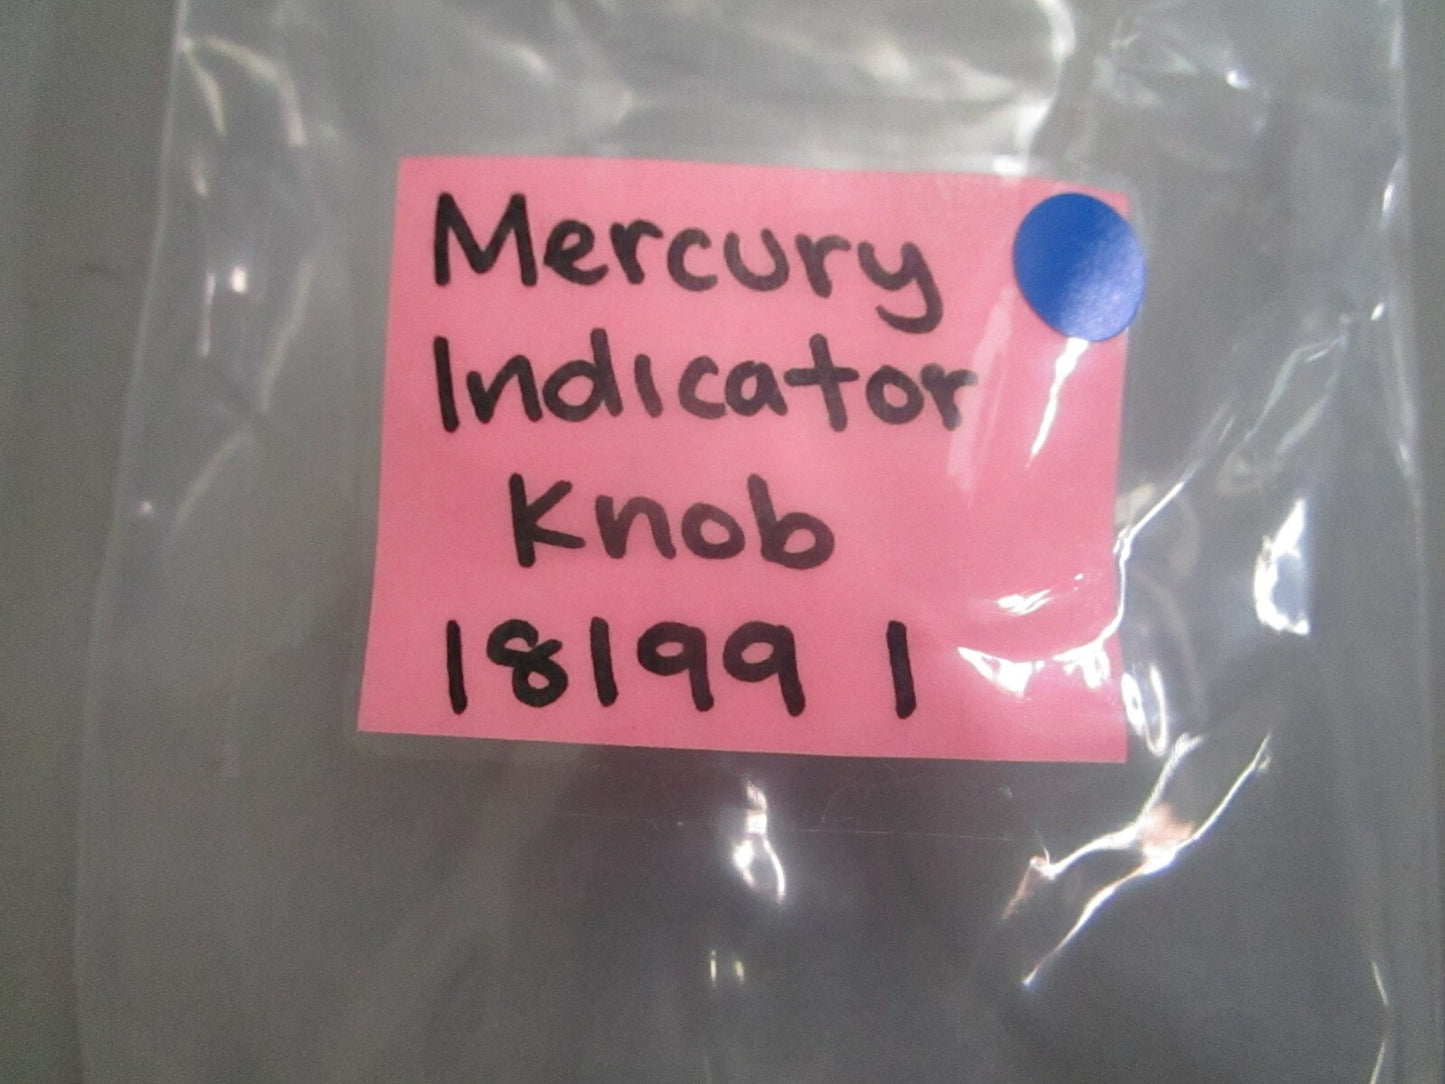 Mercury
Indicator
Knob
18199 1